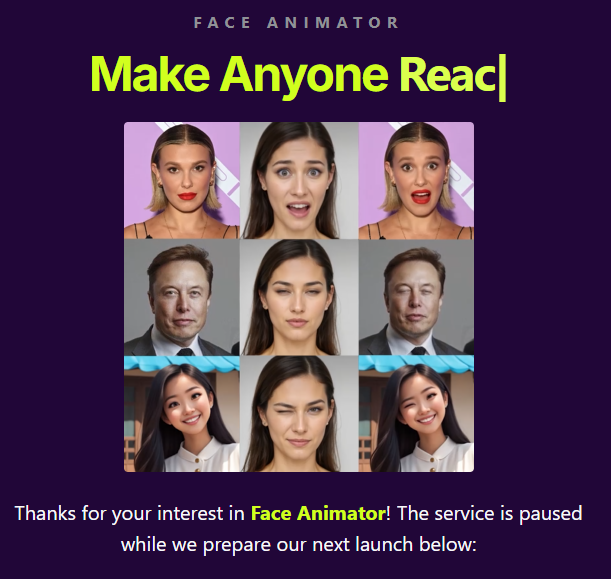 FACE ANIMATOR
Make Anyone Reac|
Thanks for your interest in Face Animator! The service is paused
while we prepare our next launch below: